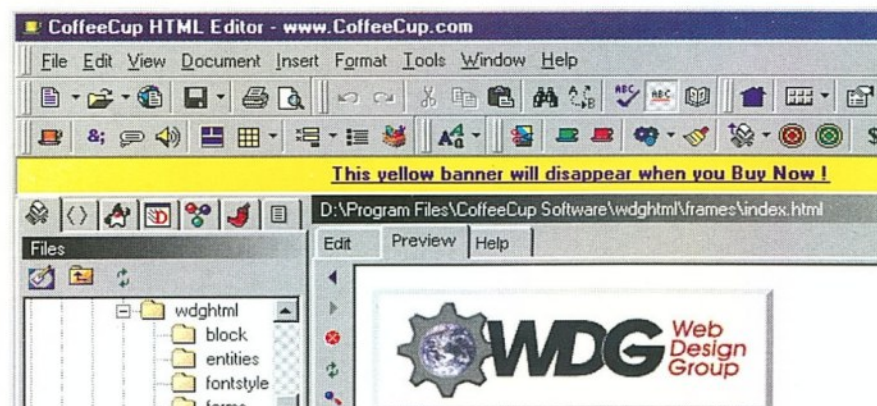 CoffeeCup HTML Editor - www.CoffeeCup.com
File Edit View Document Insert Format Tools Window Help
This yellow banner will disappear when you Buy Now !
D:\Program Files\CoffeeCup Software\wdghtml\frames\index.html
Files
Edit Preview Help
wdghtml
block
entities
fontstyle
forms
WDG
Web
Design
Group